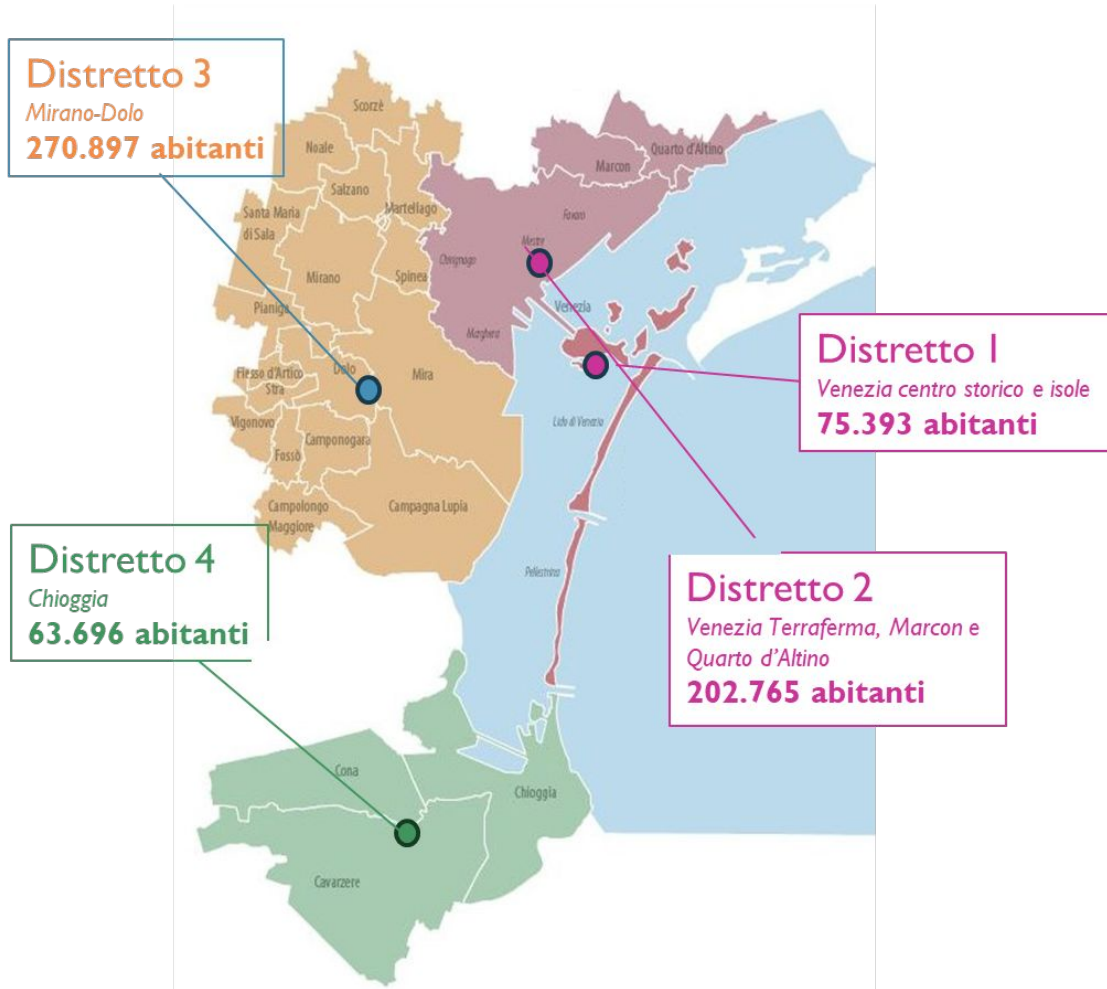 Distretto 3
Mirano-Dolo
270.897 abitanti
Scorzè
Noale
Salzano
Martellago
Santa Maria
di Sala
Mirano
Spinea
Pianiga
Fiesso d'Artico
Stra
Dolo
Mira
Vigonovo
Fossò
Camponogara
Campolongo
Maggiore
Campagna Lupia
Marcon
Quarto d'Altino
Favaro
Mestre
Chirignago
Marghera
Venezia
Lido di Venezia
Pellestrina
Distretto 1
Venezia centro storico e isole
75.393 abitanti
Distretto 2
Venezia Terraferma, Marcon e
Quarto d'Altino
202.765 abitanti
Distretto 4
Chioggia
63.696 abitanti
Cona
Chioggia
Cavarzere